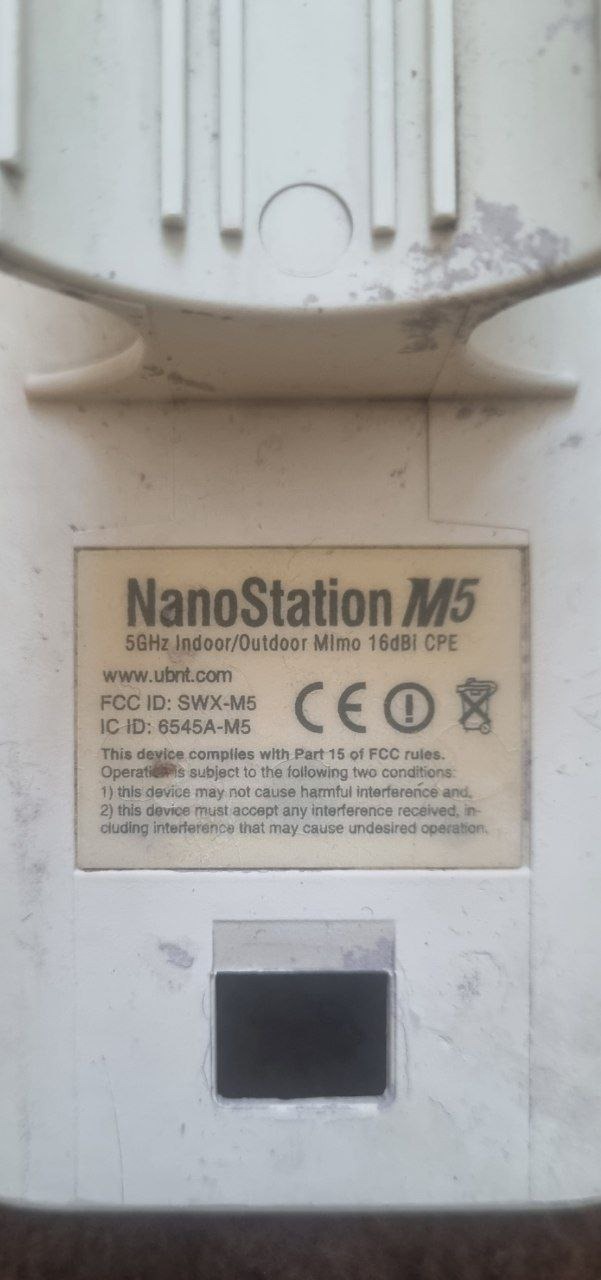 NanoStation M5
5GHz Indoor/Outdoor MImo 16dBi CPE
www.ubnt.com
FCC ID: SWX-M5
IC ID: 6545A-M5
CE
This device complies with Part 15 of FCC rules.
Operation is subject to the following two conditions:
1) this device may not cause harmful interference and,
2) this device must accept any interference received, in-
cluding interference that may cause undesired operation.